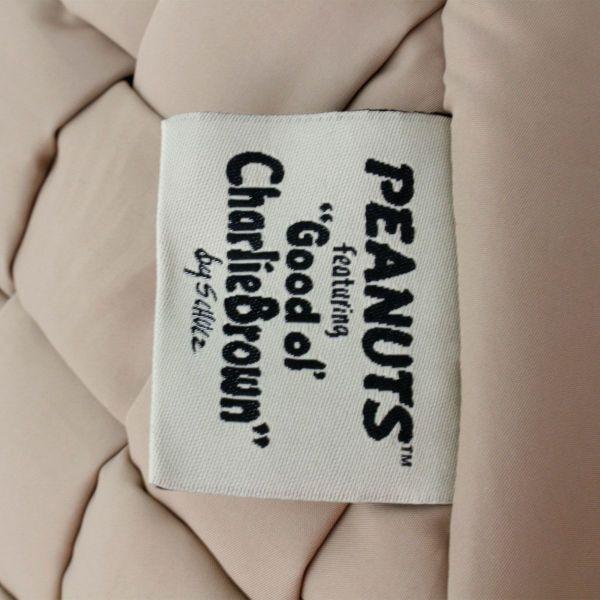 PEANUTS™
featuring
“Good ol’
CharlieBrown”
by SCHULZ